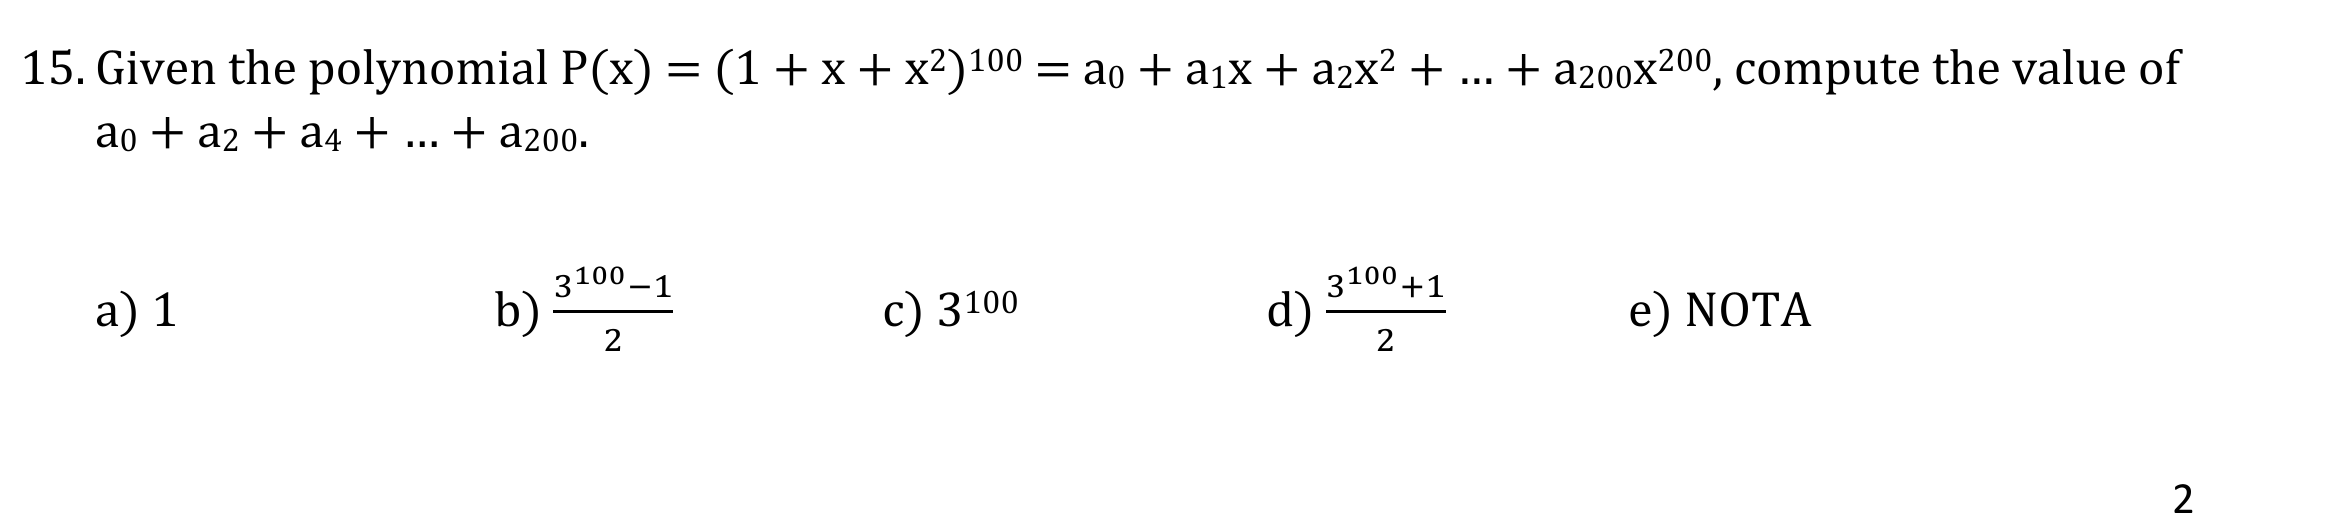 15. Given the polynomial P(x) = (1 + x + x²)¹⁰⁰ = a₀ + a₁x + a₂x² + ... + a₂₀₀x²⁰⁰, compute the value of
a₀ + a₂ + a₄ + ... + a₂₀₀.
a) 1 b) (3¹⁰⁰−1)/2 c) 3¹⁰⁰ d) (3¹⁰⁰+1)/2 e) NOTA
2